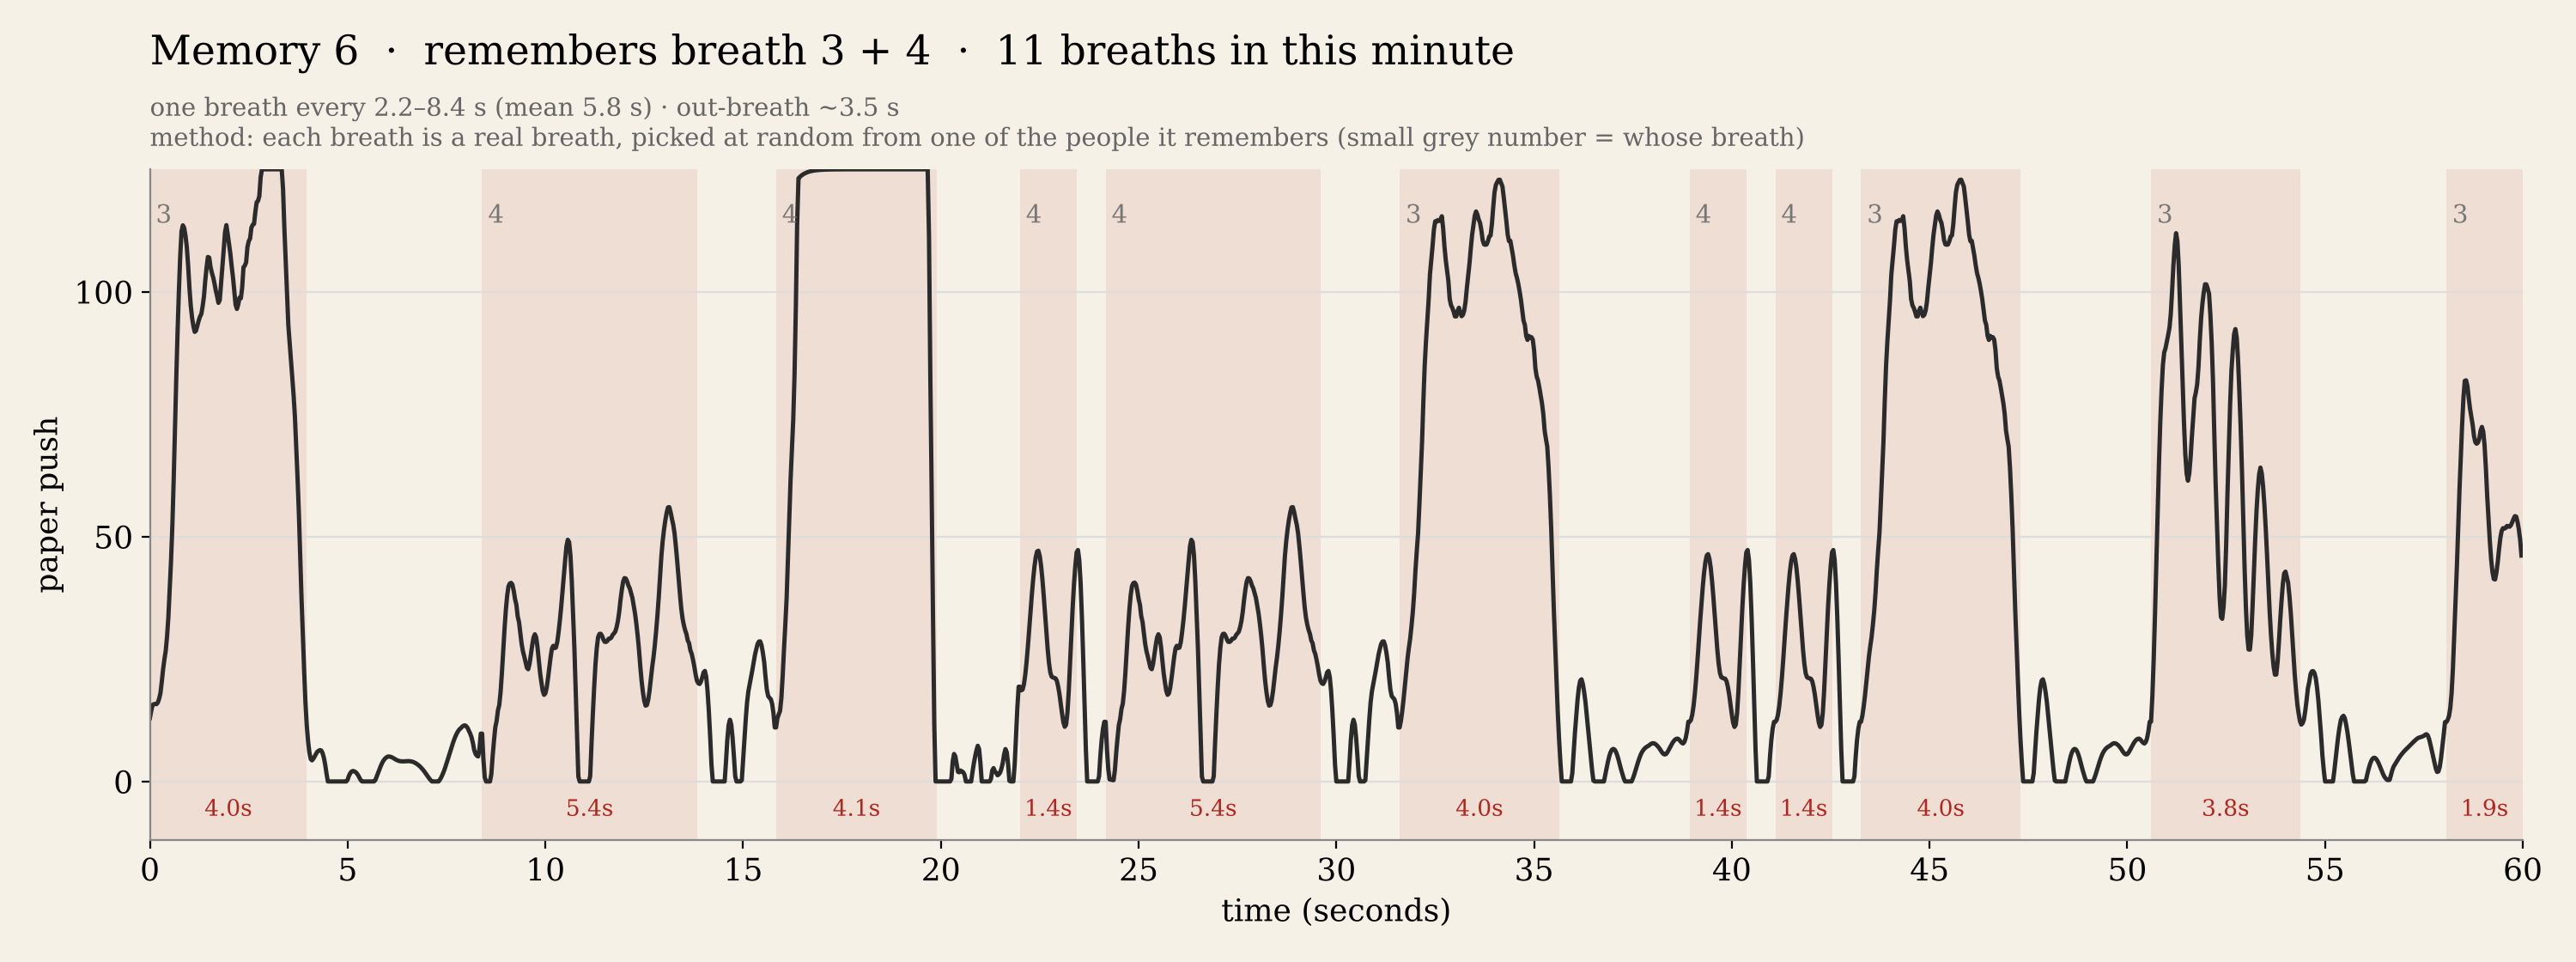 Memory 6 · remembers breath 3 + 4 · 11 breaths in this minute
one breath every 2.2–8.4 s (mean 5.8 s) · out-breath ~3.5 s
method: each breath is a real breath, picked at random from one of the people it remembers (small grey number = whose breath)
3 4 4 4 4 3 4 4 3 3 3
100
50
0
paper push
4.0s 5.4s 4.1s 1.4s 5.4s 4.0s 1.4s 1.4s 4.0s 3.8s 1.9s
0 5 10 15 20 25 30 35 40 45 50 55 60
time (seconds)